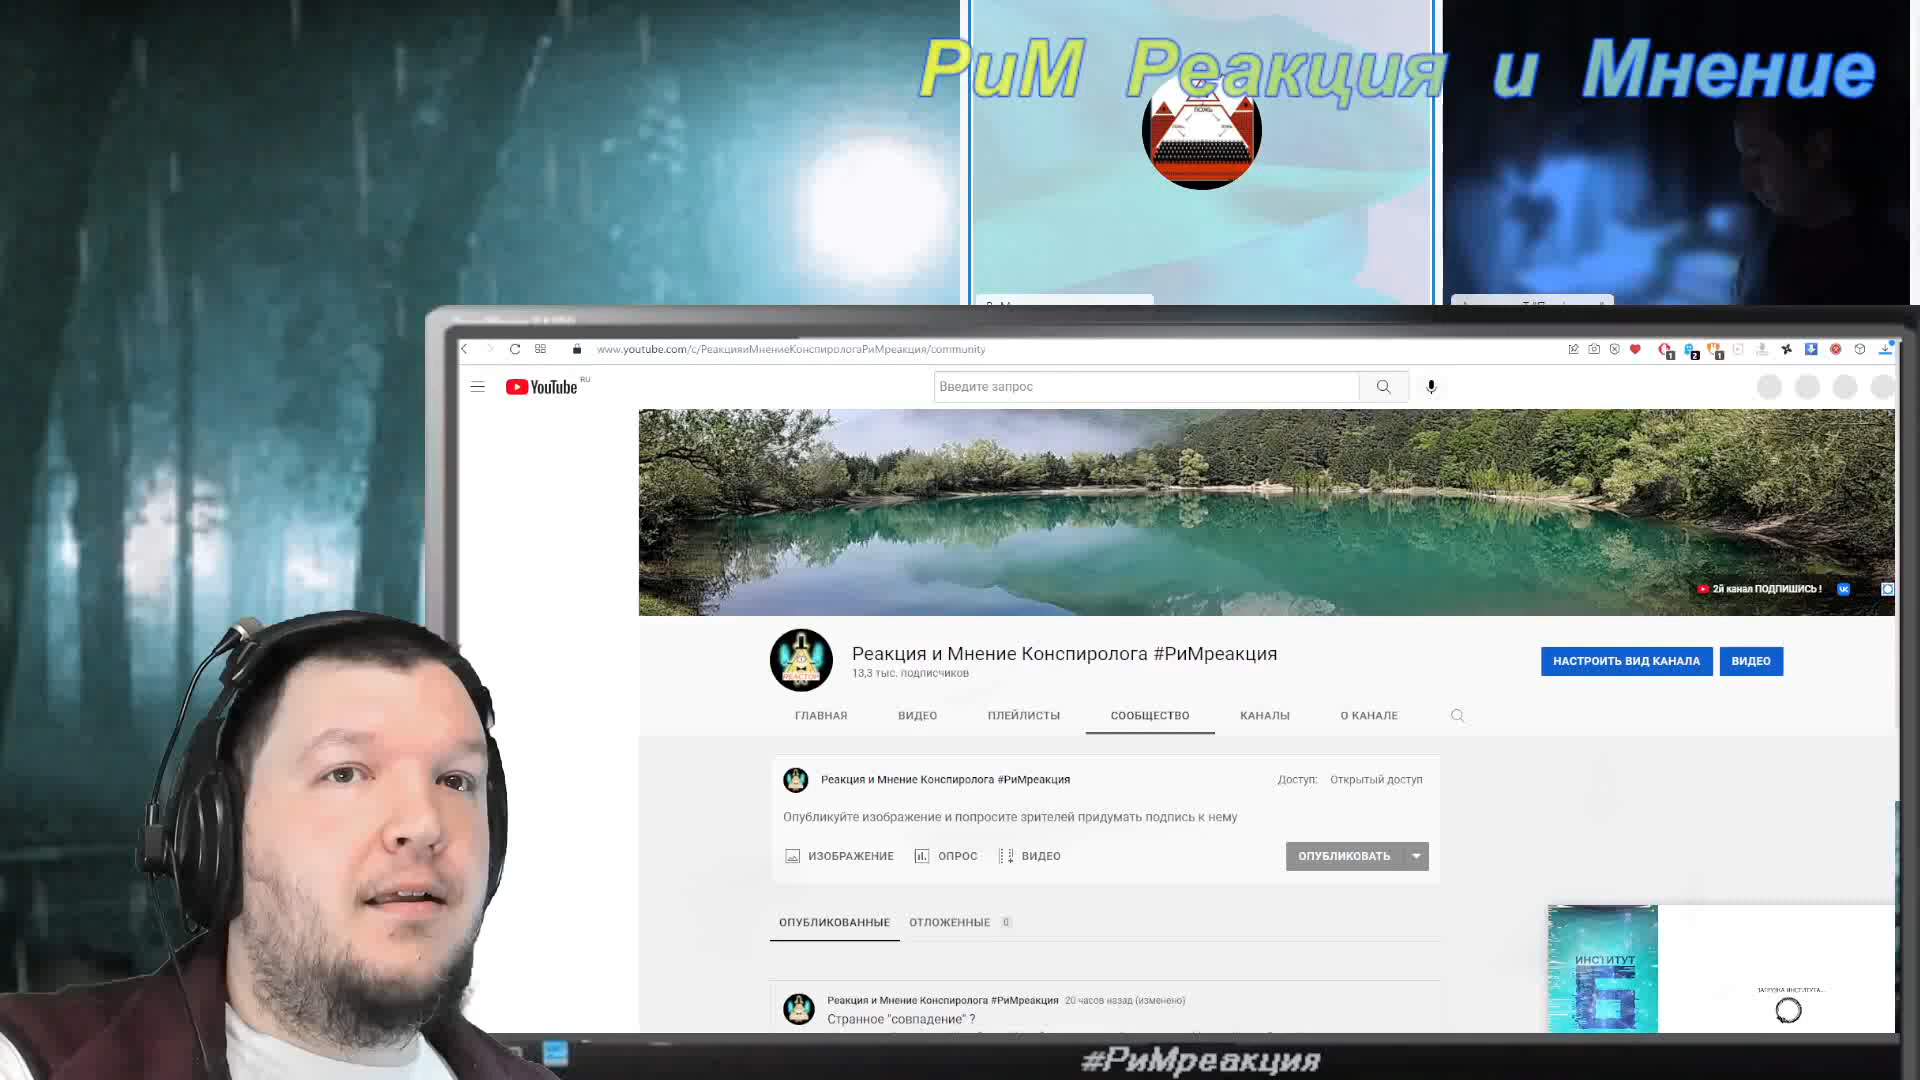 РиМ Реакция и Мнение
www.youtube.com/c/РеакцияиМнениеКонспирологаРиМреакция/community
YouTube RU
Введите запрос
2й канал ПОДПИШИСЬ !
Реакция и Мнение Конспиролога #РиМреакция
13,3 тыс. подписчиков
НАСТРОИТЬ ВИД КАНАЛА
ВИДЕО
ГЛАВНАЯ ВИДЕО ПЛЕЙЛИСТЫ СООБЩЕСТВО КАНАЛЫ О КАНАЛЕ
Реакция и Мнение Конспиролога #РиМреакция
Доступ: Открытый доступ
Опубликуйте изображение и попросите зрителей придумать подпись к нему
ИЗОБРАЖЕНИЕ ОПРОС ВИДЕО
ОПУБЛИКОВАТЬ
ОПУБЛИКОВАННЫЕ ОТЛОЖЕННЫЕ 0
Реакция и Мнение Конспиролога #РиМреакция 20 часов назад (изменено)
Странное "совпадение" ?
ИНСТИТУТ
ЗАГРУЗКА ИНСТИТУТА...
#РиМреакция